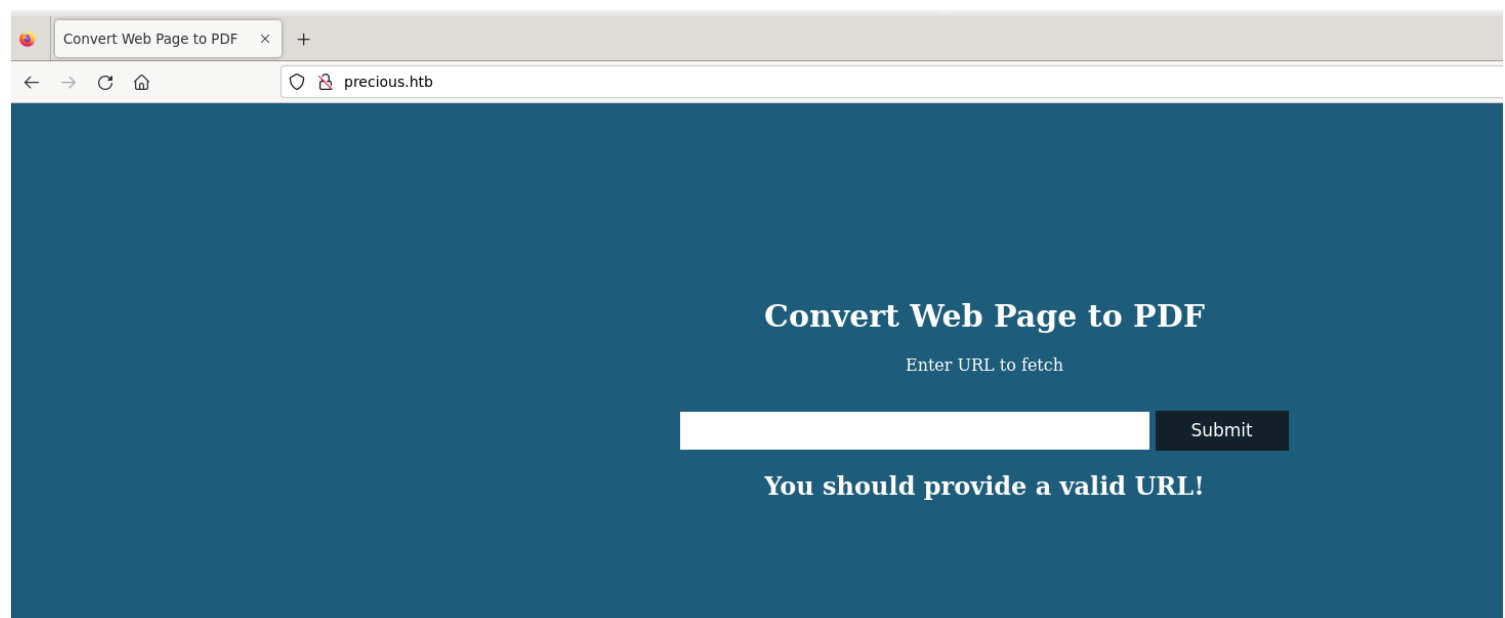 Convert Web Page to PDF
precious.htb
Convert Web Page to PDF
Enter URL to fetch
Submit
You should provide a valid URL!